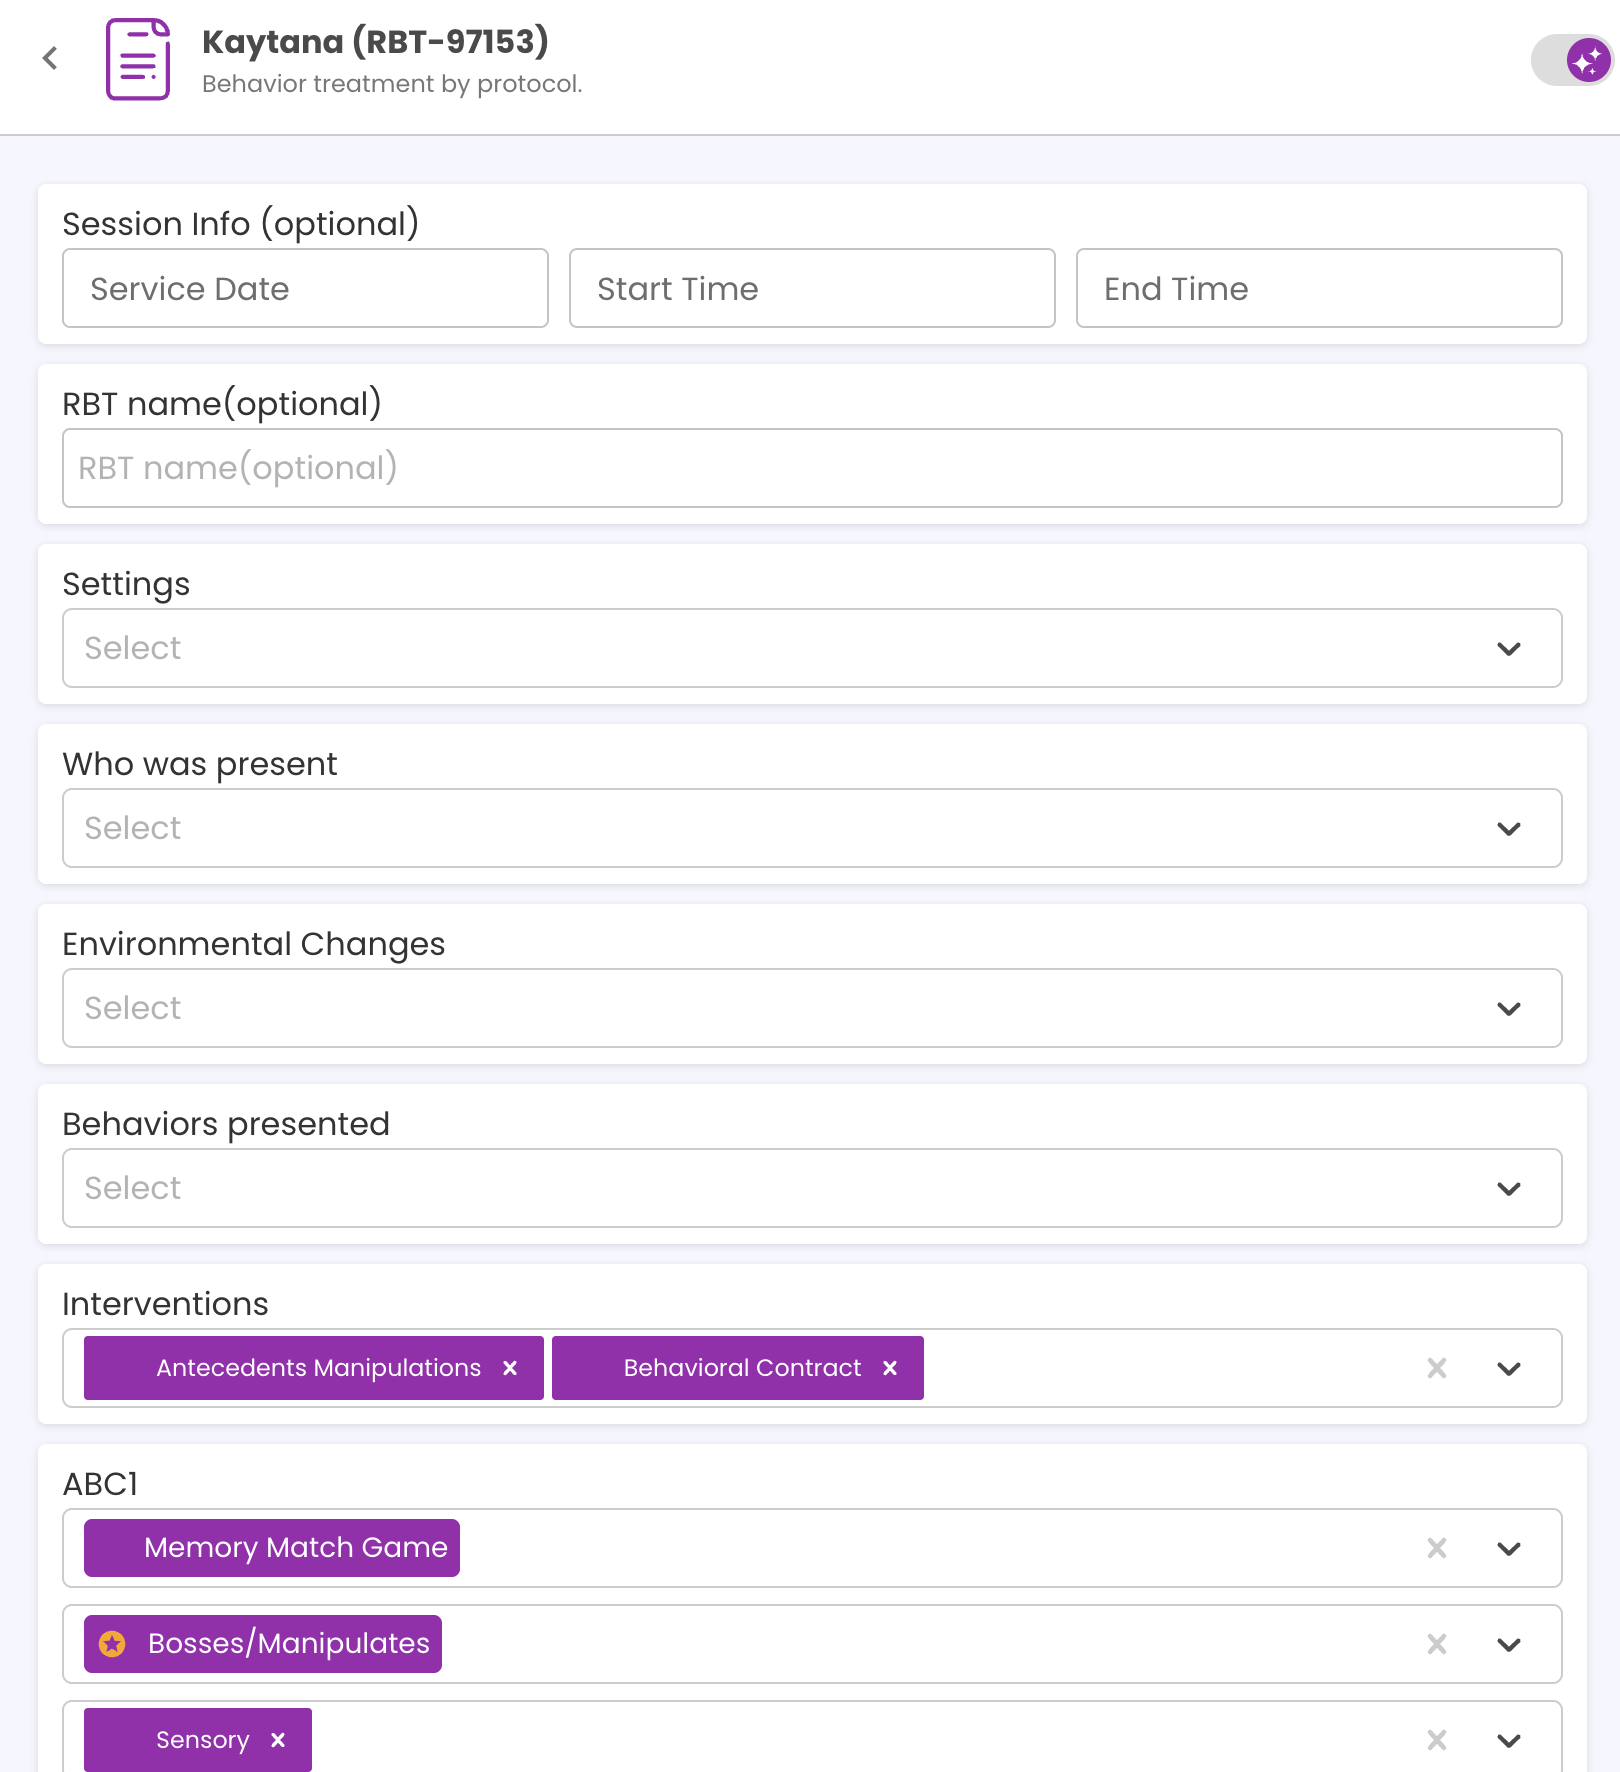 Kaytana (RBT-97153)
Behavior treatment by protocol.
Session Info (optional)
Service Date
Start Time
End Time
RBT name(optional)
RBT name(optional)
Settings
Select
Who was present
Select
Environmental Changes
Select
Behaviors presented
Select
Interventions
Antecedents Manipulations
Behavioral Contract
ABC1
Memory Match Game
Bosses/Manipulates
Sensory